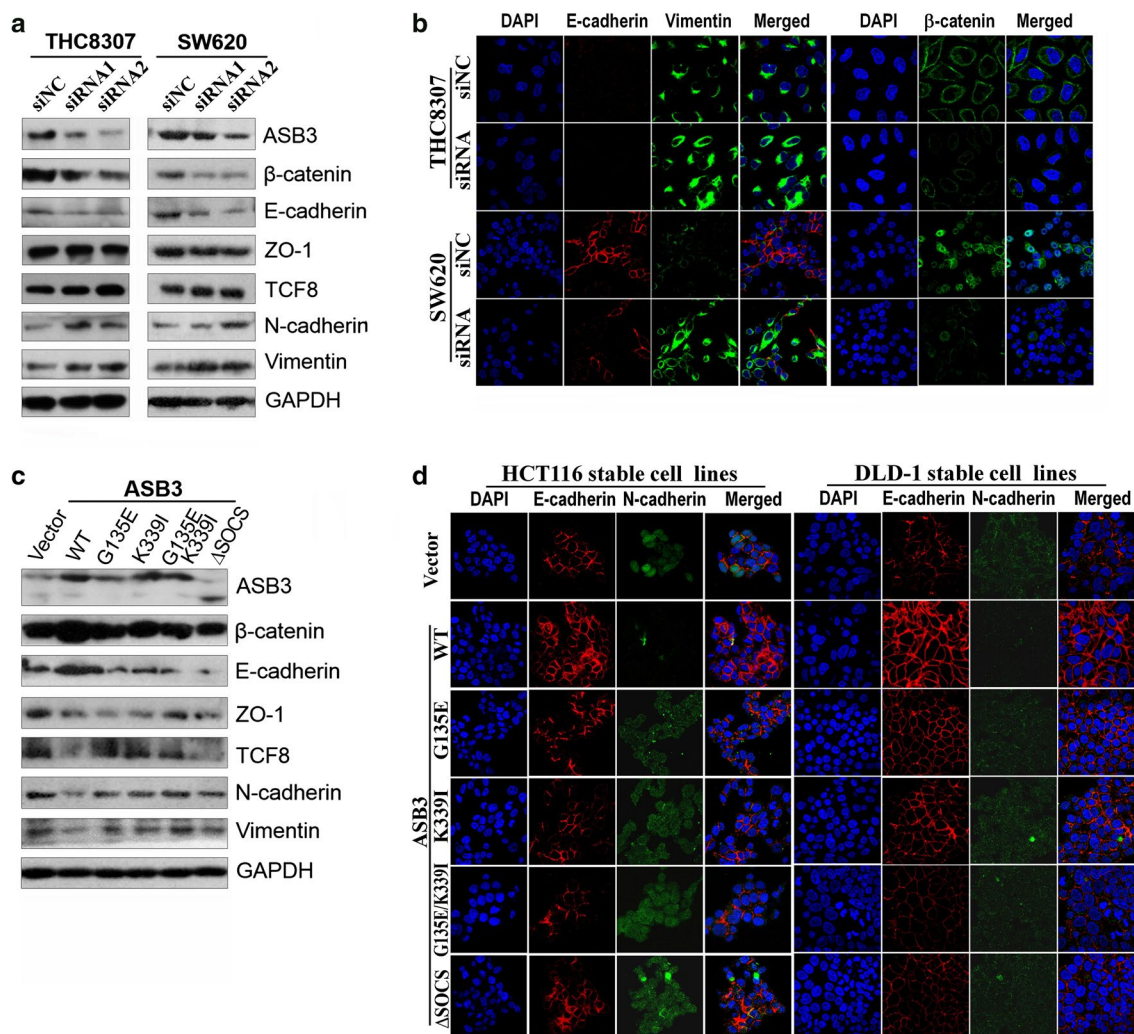 a
THC8307 SW620
siNC siRNA1 siRNA2 siNC siRNA1 siRNA2
ASB3
β-catenin
E-cadherin
ZO-1
TCF8
N-cadherin
Vimentin
GAPDH
b
DAPI E-cadherin Vimentin Merged DAPI β-catenin Merged
THC8307
siNC
siRNA
SW620
siNC
siRNA
c
ASB3
Vector WT G135E K339I G135E K339I ΔSOCS
ASB3
β-catenin
E-cadherin
ZO-1
TCF8
N-cadherin
Vimentin
GAPDH
d
HCT116 stable cell lines DLD-1 stable cell lines
DAPI E-cadherin N-cadherin Merged DAPI E-cadherin N-cadherin Merged
Vector
ASB3
WT
G135E
K339I
G135E/K339I
ΔSOCS